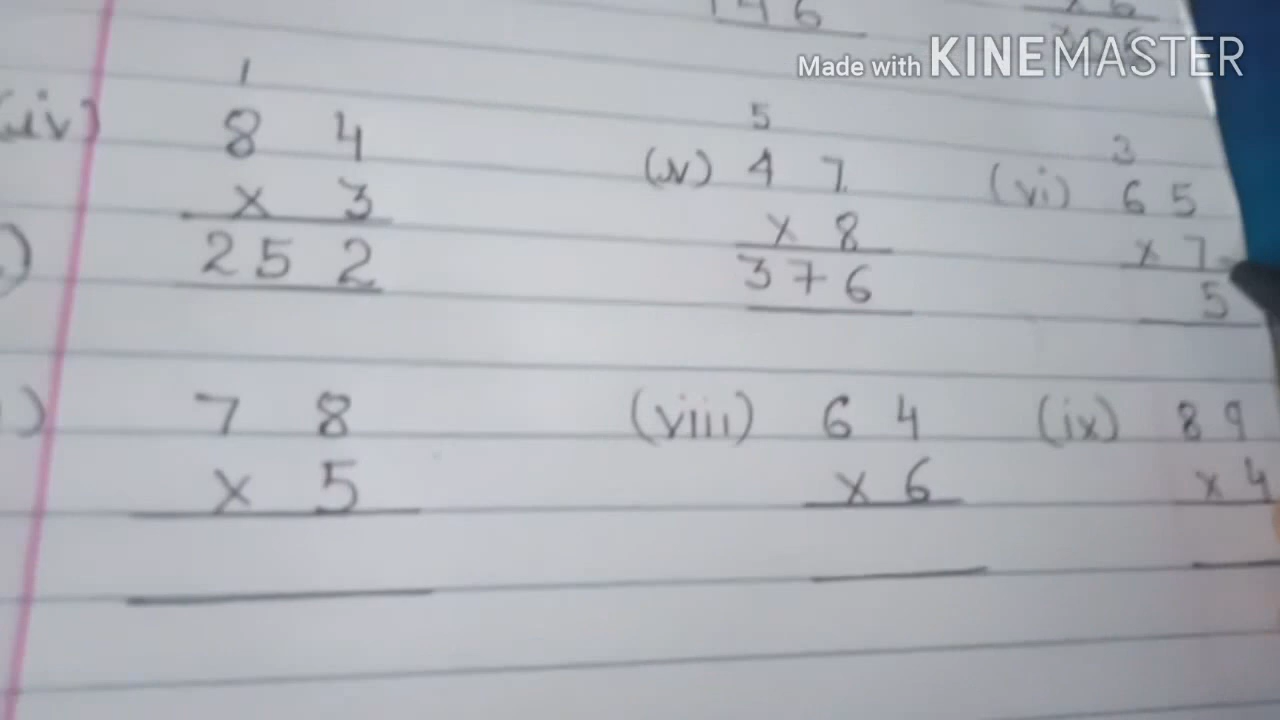 46
Made with KINEMASTER
1
(iv) 8 4
x 3
2 5 2
5
(v) 4 7
x 8
3 7 6
3
(vi) 6 5
x 7
5
) 7 8
x 5
(viii) 6 4
x 6
(ix) 8 9
x 4